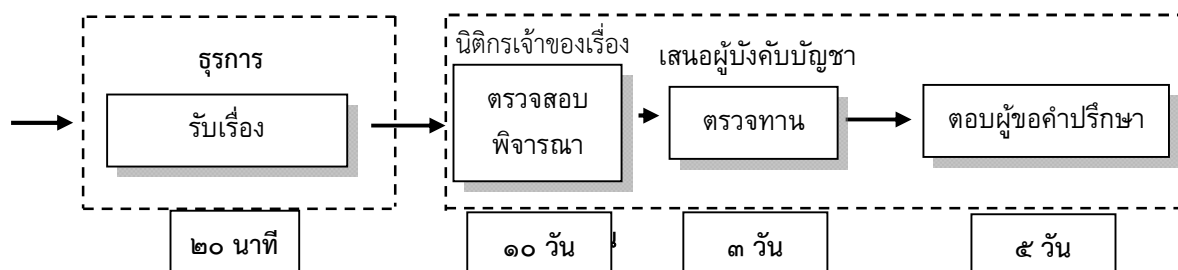 ธุรการ
รับเรื่อง
๒๐ นาที
นิติกรเจ้าของเรื่อง
ตรวจสอบ
พิจารณา
๑๐ วัน
เสนอผู้บังคับบัญชา
ตรวจทาน
๓ วัน
ตอบผู้ขอคำปรึกษา
๕ วัน